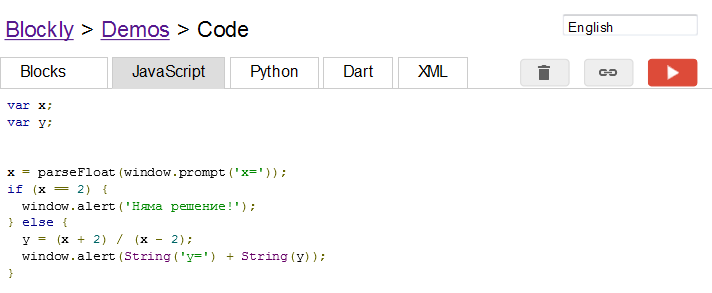 Blockly > Demos > Code
English
Blocks JavaScript Python Dart XML
var x;
var y;
x = parseFloat(window.prompt('x='));
if (x == 2) {
  window.alert('Няма решение!');
} else {
  y = (x + 2) / (x - 2);
  window.alert(String('y=') + String(y));
}